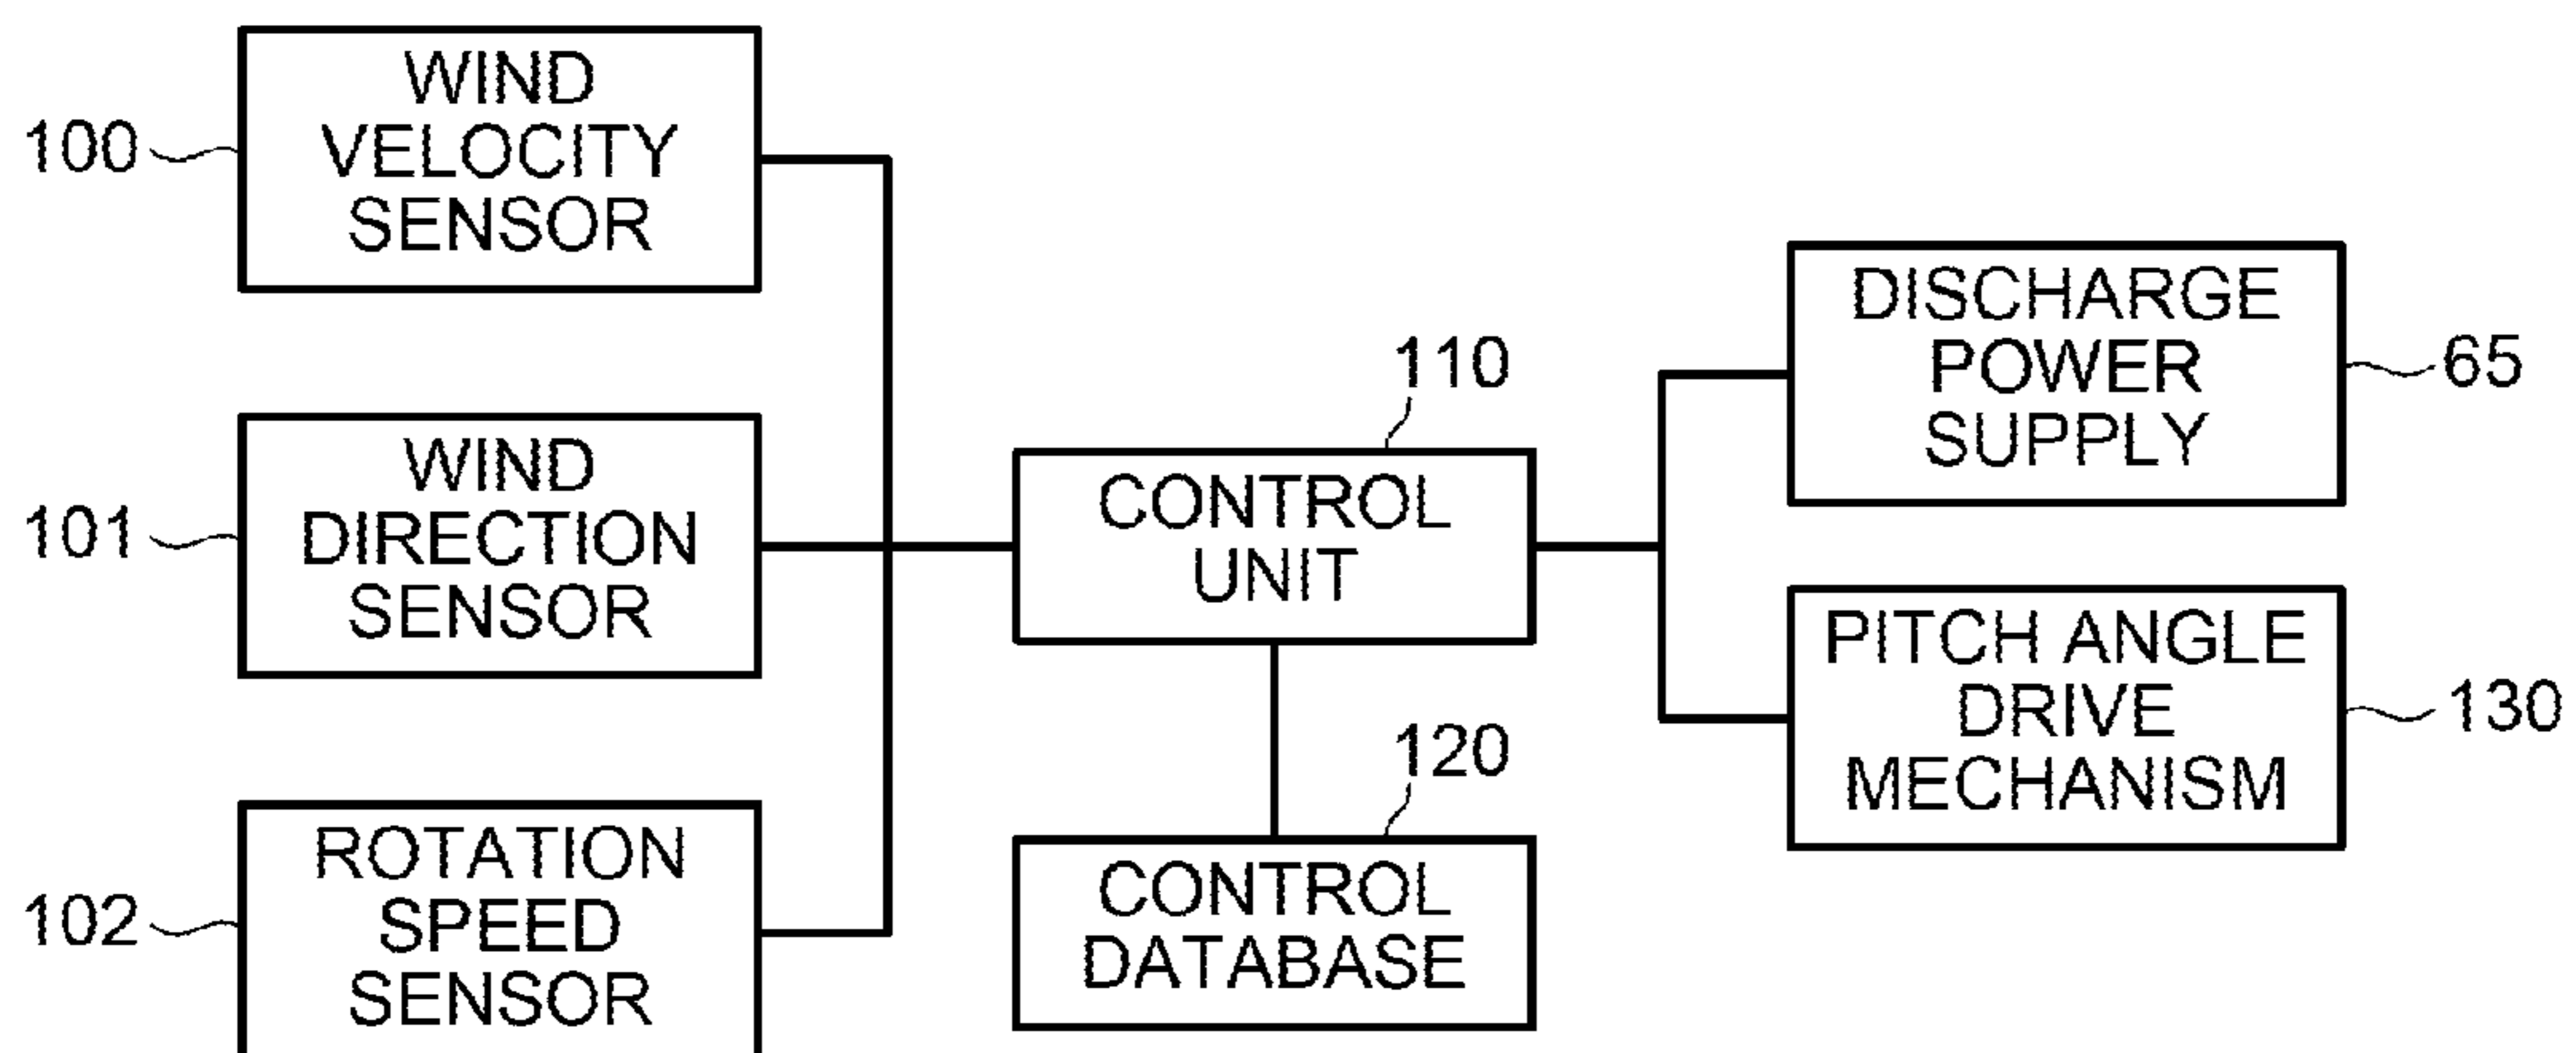 100
WIND
VELOCITY
SENSOR
101
WIND
DIRECTION
SENSOR
102
ROTATION
SPEED
SENSOR
110
CONTROL
UNIT
120
CONTROL
DATABASE
DISCHARGE
POWER
SUPPLY
65
PITCH ANGLE
DRIVE
MECHANISM
130